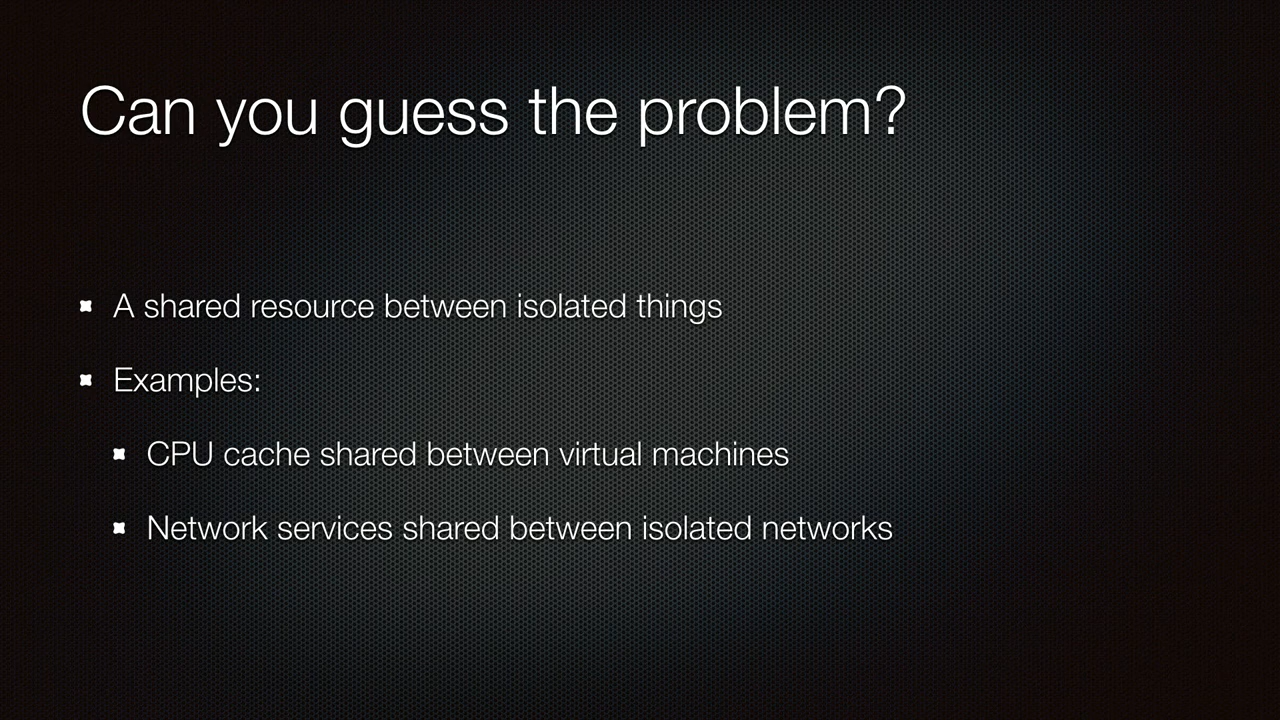 Can you guess the problem?
A shared resource between isolated things
Examples:
CPU cache shared between virtual machines
Network services shared between isolated networks